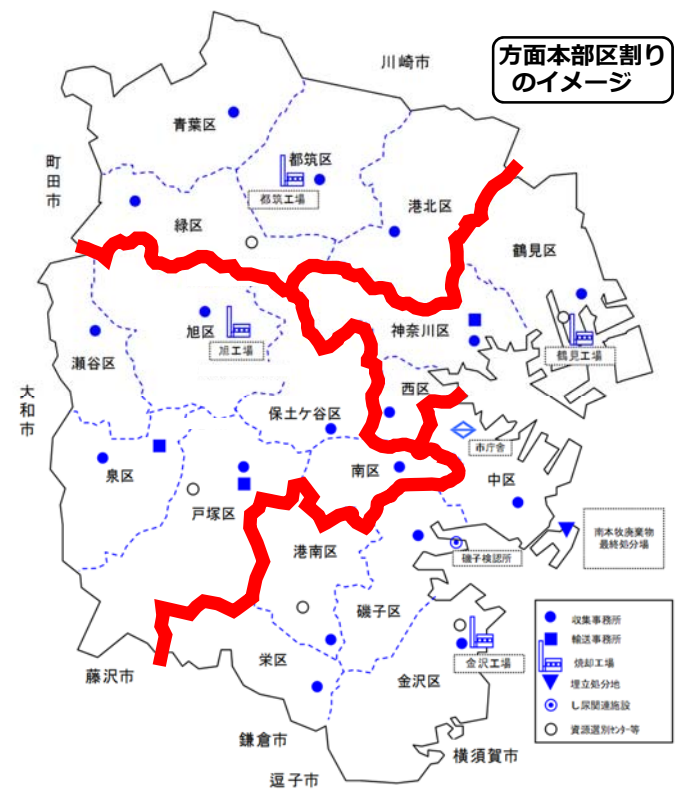 方面本部区割り
のイメージ
川崎市
青葉区
町田市
都筑区
都筑工場
緑区
港北区
鶴見区
神奈川区
旭区
旭工場
鶴見工場
瀬谷区
西区
大和市
保土ケ谷区
市庁舎
泉区
南区
中区
戸塚区
南本牧廃棄物
最終処分場
港南区
磯子検認所
磯子区
収集事務所
輸送事務所
焼却工場
栄区
金沢区
金沢工場
埋立処分地
藤沢市
し尿関連施設
資源選別センター等
鎌倉市
横須賀市
逗子市